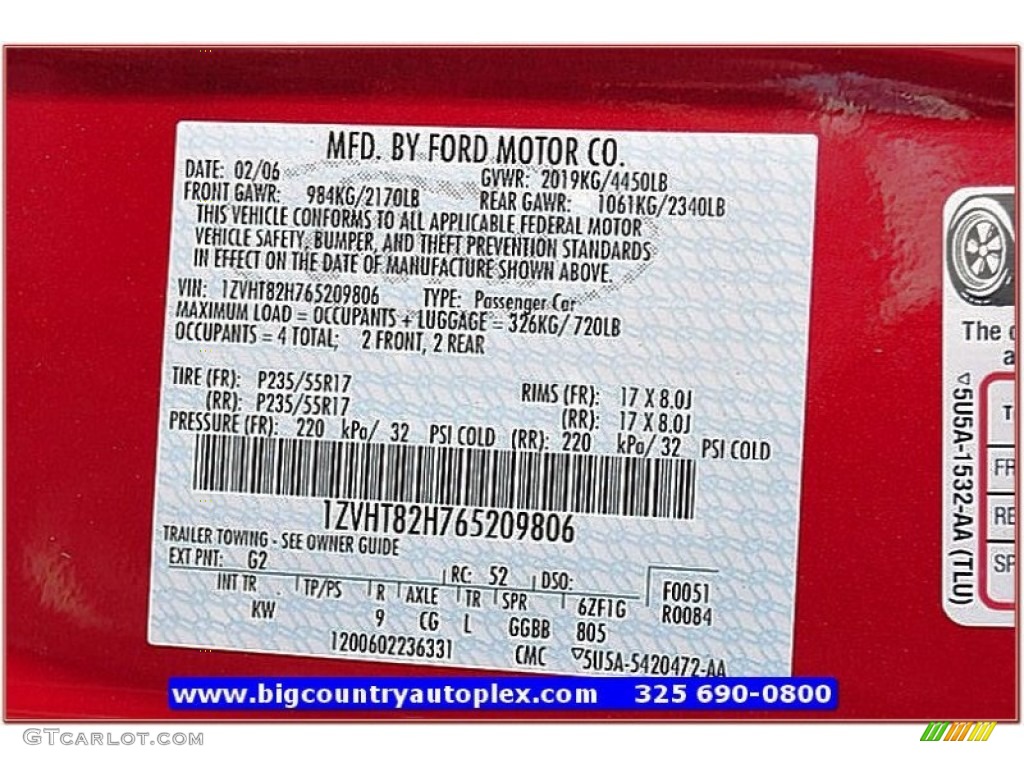 MFD. BY FORD MOTOR CO.
DATE: 02/06 GVWR: 2019KG/4450LB
FRONT GAWR: 984KG/2170LB REAR GAWR: 1061KG/2340LB
THIS VEHICLE CONFORMS TO ALL APPLICABLE FEDERAL MOTOR
VEHICLE SAFETY, BUMPER, AND THEFT PREVENTION STANDARDS
IN EFFECT ON THE DATE OF MANUFACTURE SHOWN ABOVE.
VIN: 1ZVHT82H765209806 TYPE: Passenger Car
MAXIMUM LOAD = OCCUPANTS + LUGGAGE = 326KG/ 720LB
OCCUPANTS = 4 TOTAL; 2 FRONT, 2 REAR
TIRE (FR): P235/55R17 RIMS (FR): 17 X 8.0J
(RR): P235/55R17 (RR): 17 X 8.0J
PRESSURE (FR): 220 kPa/ 32 PSI COLD (RR): 220 kPa/ 32 PSI COLD
1ZVHT82H765209806
TRAILER TOWING - SEE OWNER GUIDE
EXT PNT: G2 RC: 52 DSO: F0051
INT TR TP/PS R AXLE TR SPR 6ZF1G R0084
KW 9 CG L GGBB 805
1200602236331 CMC ▽5U5A-5420472-AA
The
a
T
FR
RE
SP
▽5U5A-1532-AA (TLU)
www.bigcountryautoplex.com 325 690-0800
GTcarlot.com